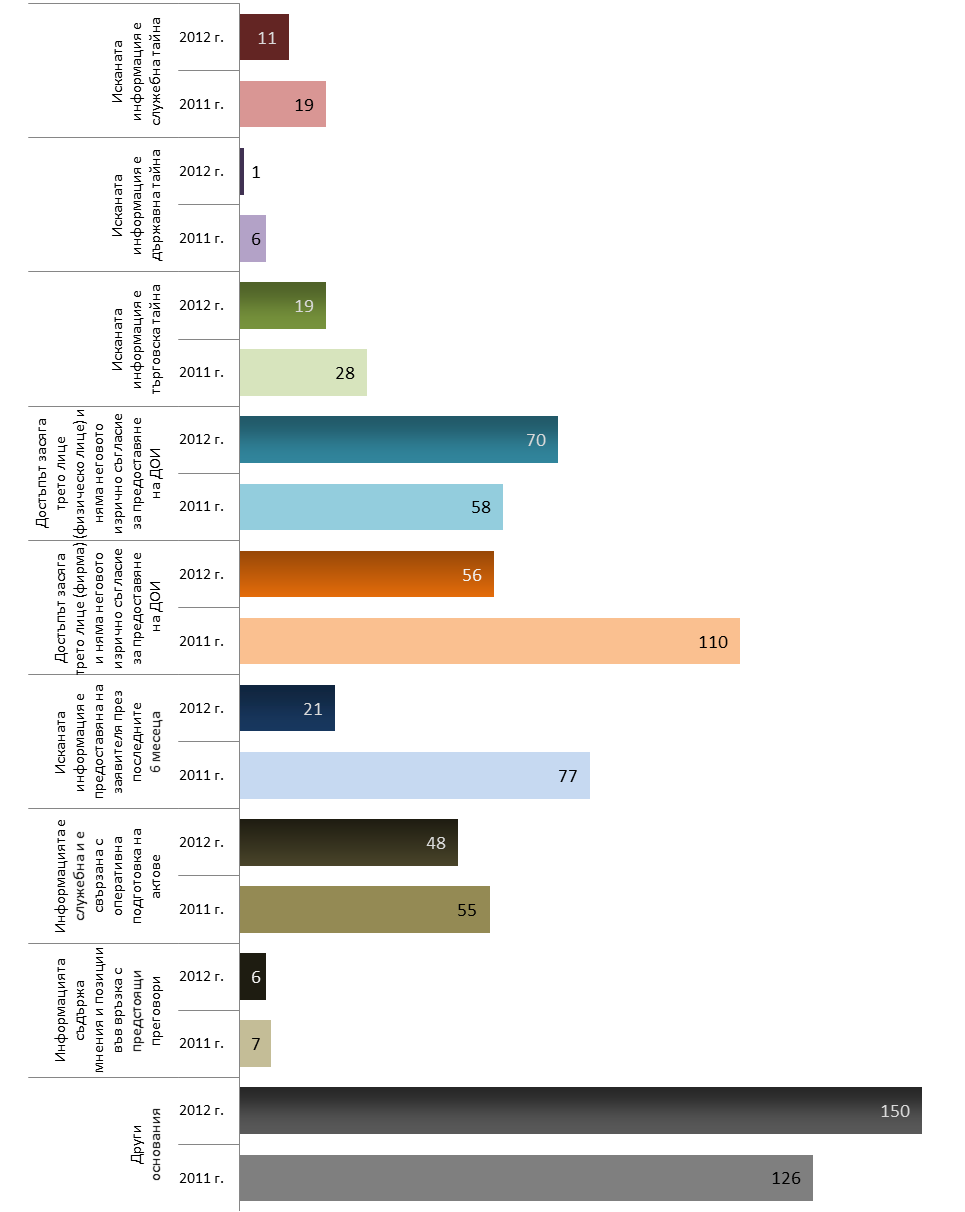 Исканата
информация е
служебна тайна
2012 г.
11
2011 г.
19
Исканата
информация е
държавна тайна
2012 г.
1
2011 г.
6
Исканата
информация е
търговска тайна
2012 г.
19
2011 г.
28
Достъпът засяга
трето лице
(физическо лице) и
няма неговото
изрично съгласие
за предоставяне
на ДОИ
2012 г.
70
2011 г.
58
Достъпът засяга
трето лице (фирма)
и няма неговото
изрично съгласие
за предоставяне
на ДОИ
2012 г.
56
2011 г.
110
Исканата
информация е
предоставяна на
заявителя през
последните
6 месеца
2012 г.
21
2011 г.
77
Информацията е
служебна и е
свързана с
оперативна
подготовка на
актове
2012 г.
48
2011 г.
55
Информацията
съдържа
мнения и позиции
във връзка с
предстоящи
преговори
2012 г.
6
2011 г.
7
Други
основания
2012 г.
150
2011 г.
126